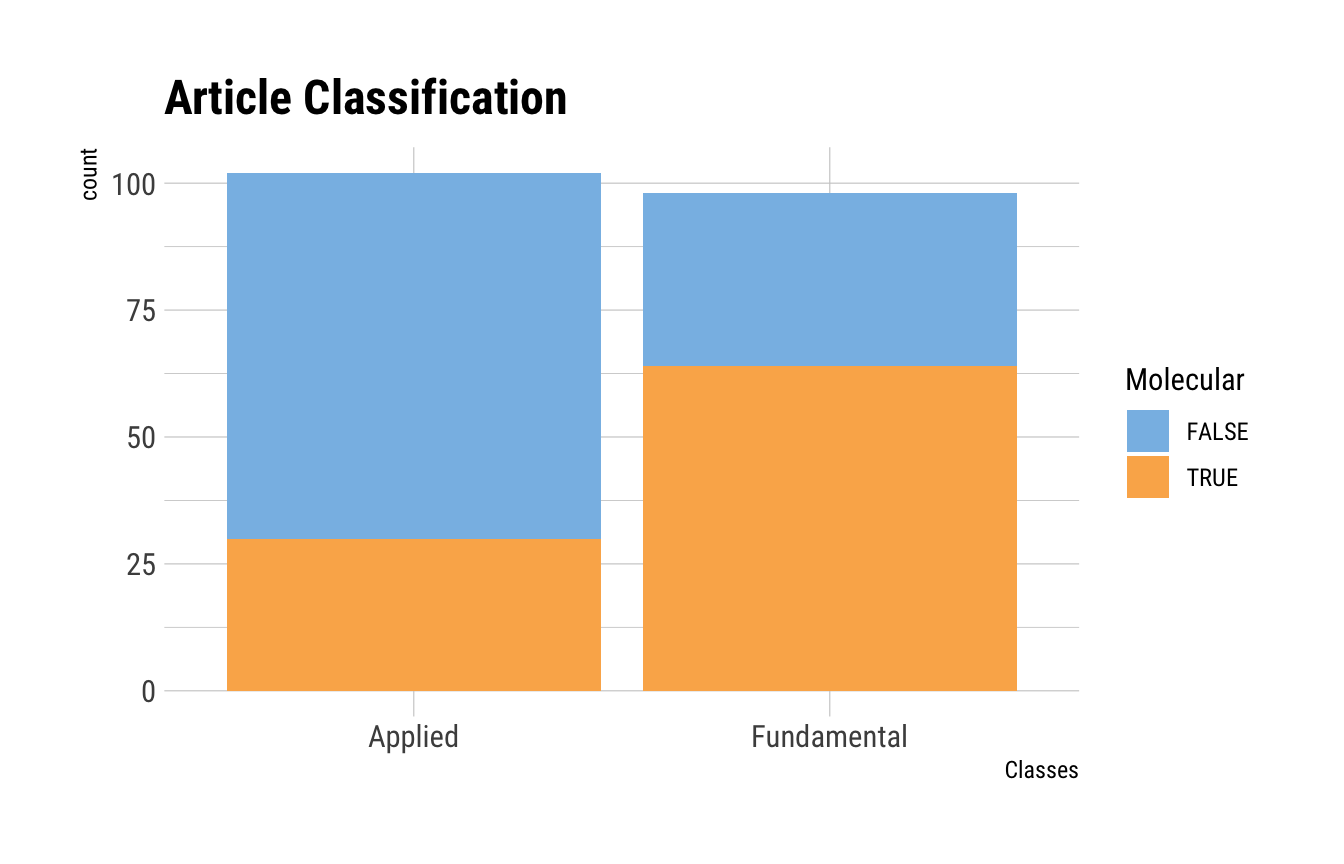 Article Classification
count
100
75
50
25
0
Applied
Fundamental
Classes
Molecular
FALSE
TRUE